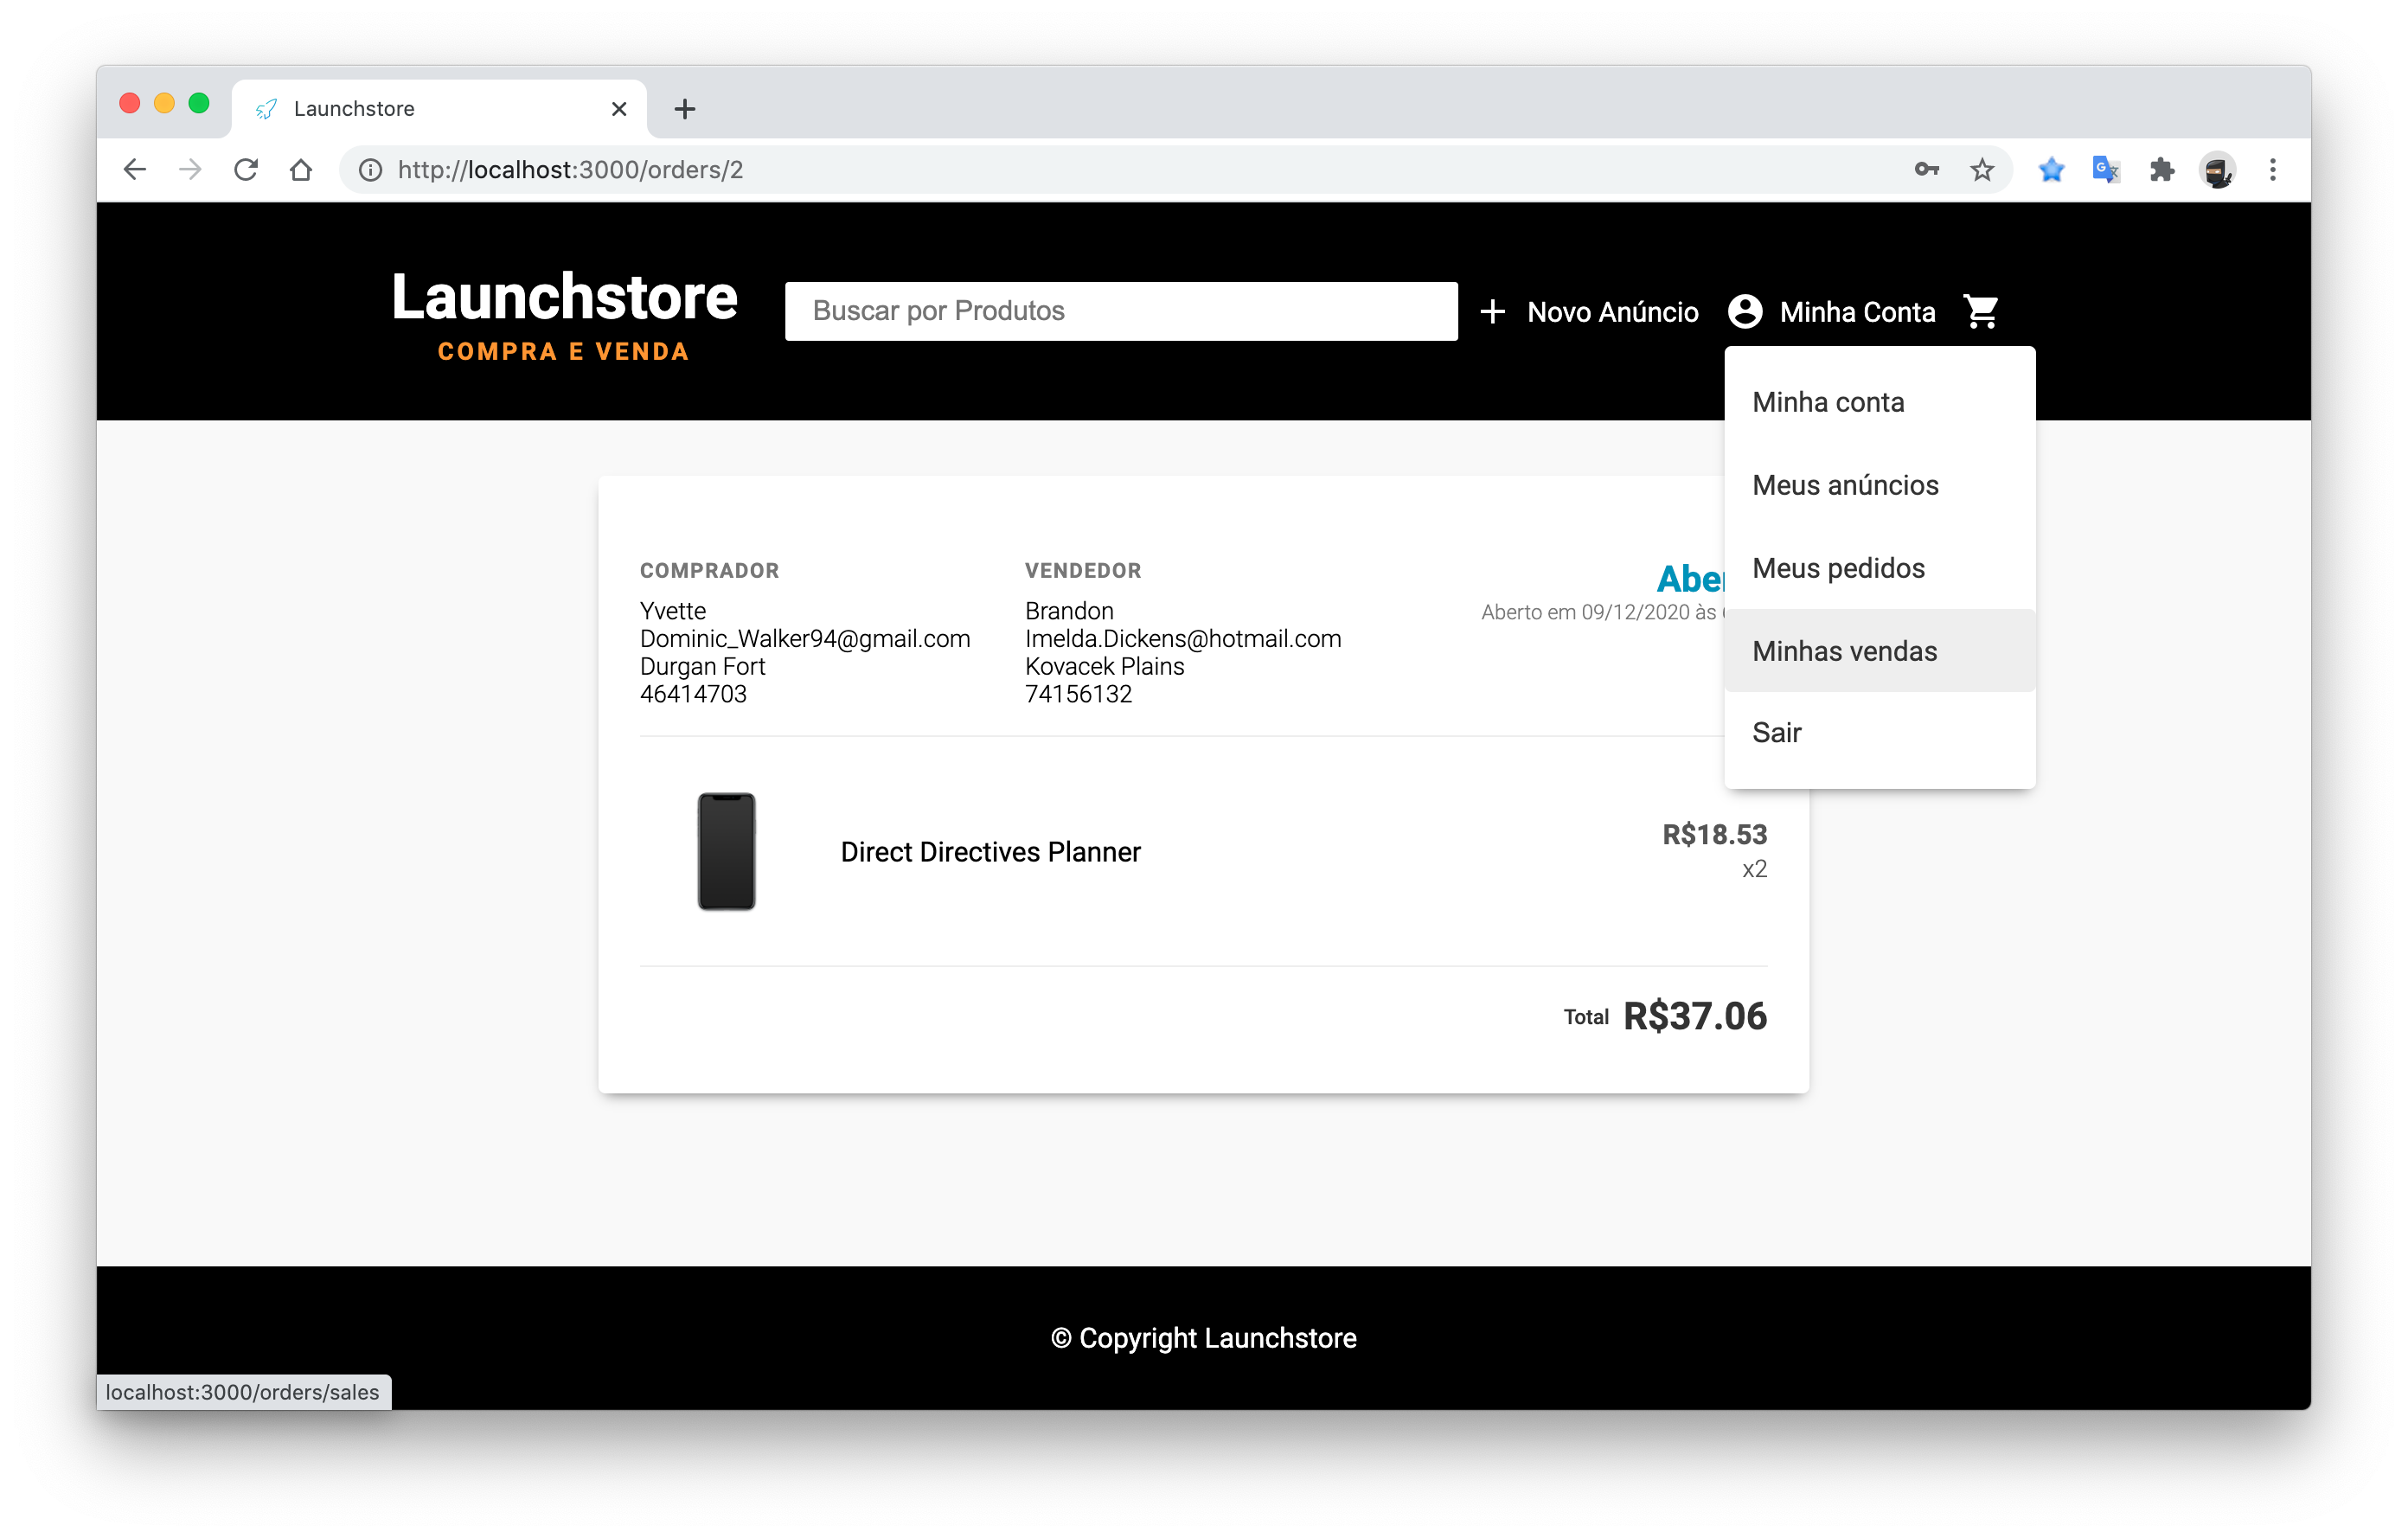 Launchstore
http://localhost:3000/orders/2
Launchstore
COMPRA E VENDA
Buscar por Produtos
Novo Anúncio
Minha Conta
Minha conta
Meus anúncios
Meus pedidos
Minhas vendas
Sair
COMPRADOR
Yvette
Dominic_Walker94@gmail.com
Durgan Fort
46414703
VENDEDOR
Brandon
Imelda.Dickens@hotmail.com
Kovacek Plains
74156132
Aberto em 09/12/2020 às
Direct Directives Planner
R$18.53
x2
Total R$37.06
© Copyright Launchstore
localhost:3000/orders/sales